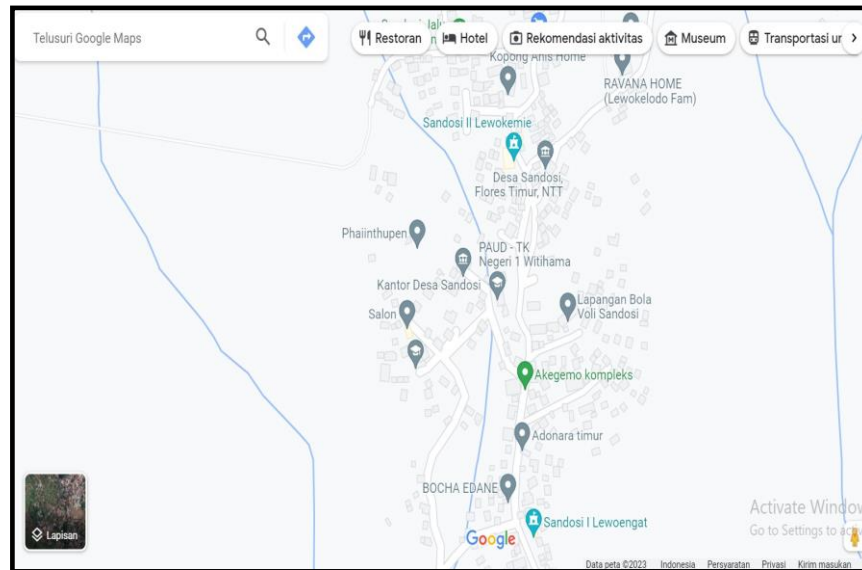 Telusuri Google Maps
Restoran
Hotel
Rekomendasi aktivitas
Museum
Transportasi ur
Kopong Anis Home
RAVANA HOME
(Lewokelodo Fam)
Sandosi II Lewokemie
Desa Sandosi,
Flores Timur, NTT
Phaiinthupen
PAUD - TK
Negeri 1 Witihama
Kantor Desa Sandosi
Lapangan Bola
Voli Sandosi
Salon
Akegemo kompleks
Adonara timur
BOCHA EDANE
Sandosi I Lewoengat
Lapisan
Google
Activate Window
Go to Settings to
Data peta ©2023 Indonesia Persyaratan Privasi Kirim masukan